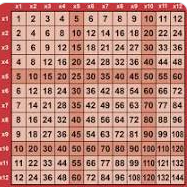 x1 x2 x3 x4 x5 x6 x7 x8 x9 x10 x11 x12
x1 1 2 3 4 5 6 7 8 9 10 11 12
x2 2 4 6 8 10 12 14 16 18 20 22 24
x3 3 6 9 12 15 18 21 24 27 30 33 36
x4 4 8 12 16 20 24 28 32 36 40 44 48
x5 5 10 15 20 25 30 35 40 45 50 55 60
x6 6 12 18 24 30 36 42 48 54 60 66 72
x7 7 14 21 28 35 42 49 56 63 70 77 84
x8 8 16 24 32 40 48 56 64 72 80 88 96
x9 9 18 27 36 45 54 63 72 81 90 99 108
x10 10 20 30 40 50 60 70 80 90 100 110 120
x11 11 22 33 44 55 66 77 88 99 110 121 132
x12 12 24 36 48 60 72 84 96 108 120 132 144